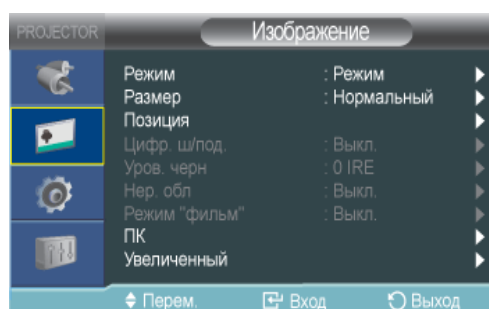 PROJECTOR Изображение
Режим : Режим
Размер : Нормальный
Позиция
Цифр. ш/под. : Выкл.
Уров. черн : 0 IRE
Нер. обл : Выкл.
Режим "фильм" : Выкл.
ПК
Увеличенный
Перем. Вход Выход